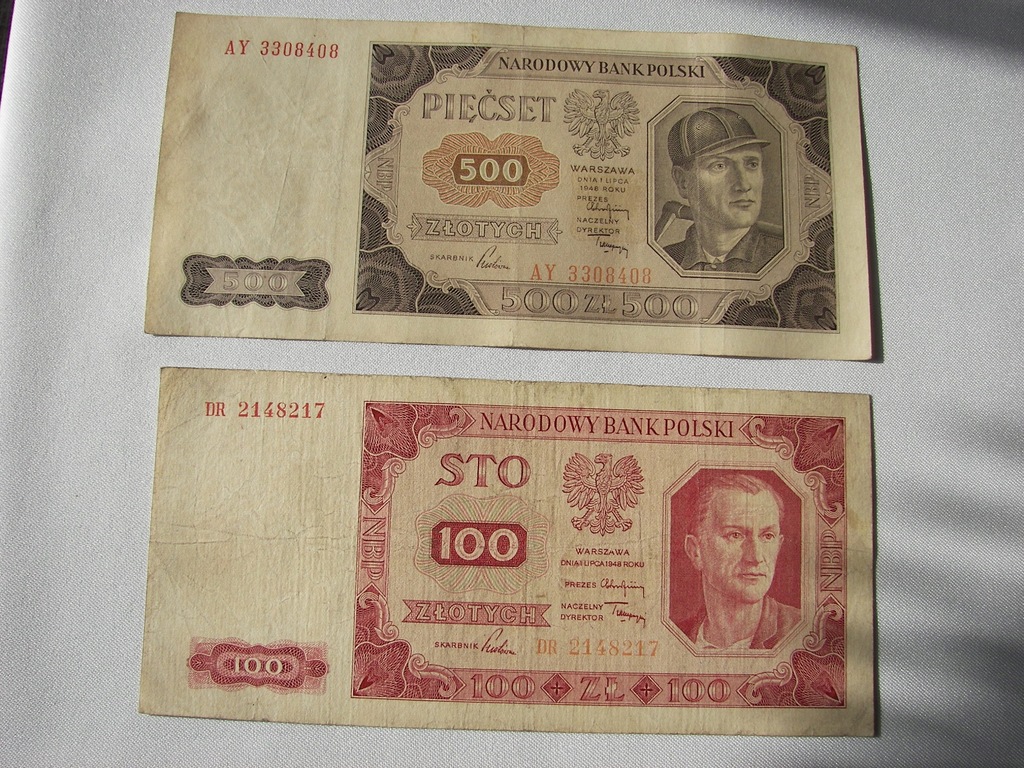 AY 3308408
NARODOWY BANK POLSKI
PIĘĆSET
500
NBP
NBP
WARSZAWA
DNIA 1 LIPCA
1948 ROKU
PREZES
NACZELNY
DYREKTOR
ZŁOTYCH
SKARBNIK
AY 3308408
500
500 ZŁ 500
DR 2148217
NARODOWY BANK POLSKI
STO
100
NBP
NBP
WARSZAWA
DNIA 1 LIPCA 1948 ROKU
PREZES
NACZELNY
DYREKTOR
ZŁOTYCH
SKARBNIK
DR 2148217
100
100 + ZŁ + 100